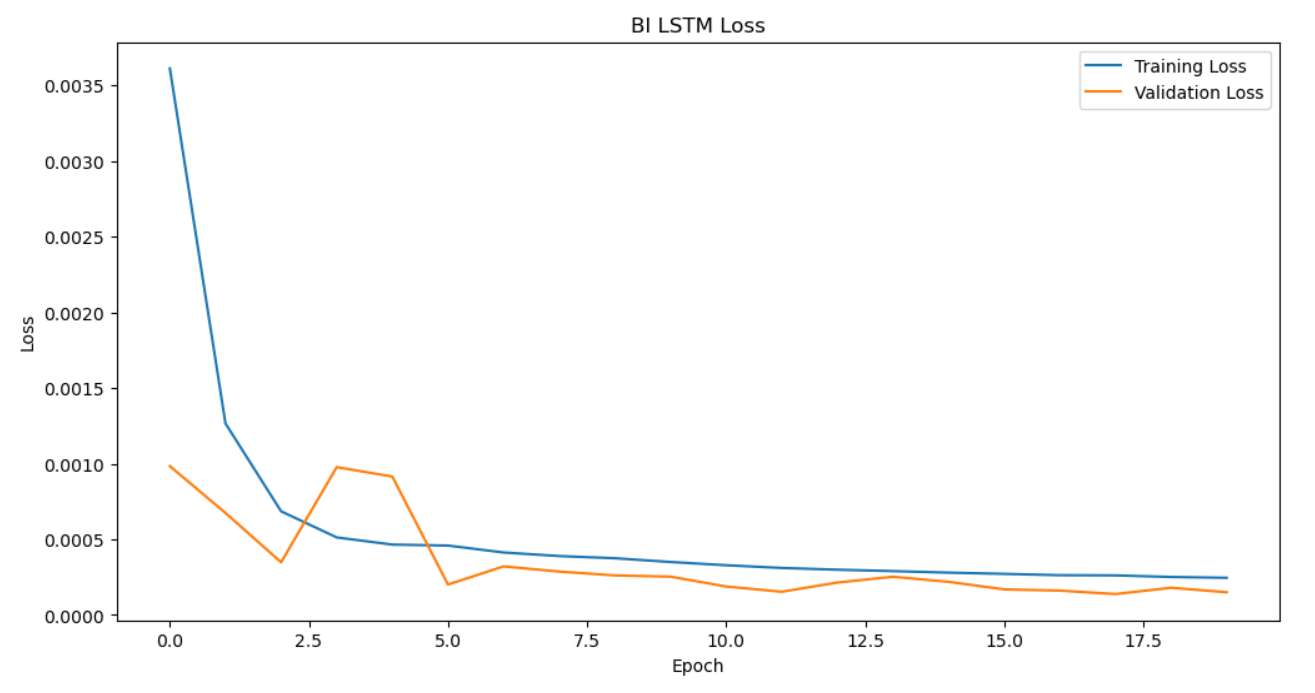 BI LSTM Loss
Training Loss
Validation Loss
0.0035
0.0030
0.0025
0.0020
0.0015
0.0010
0.0005
0.0000
Loss
0.0 2.5 5.0 7.5 10.0 12.5 15.0 17.5
Epoch